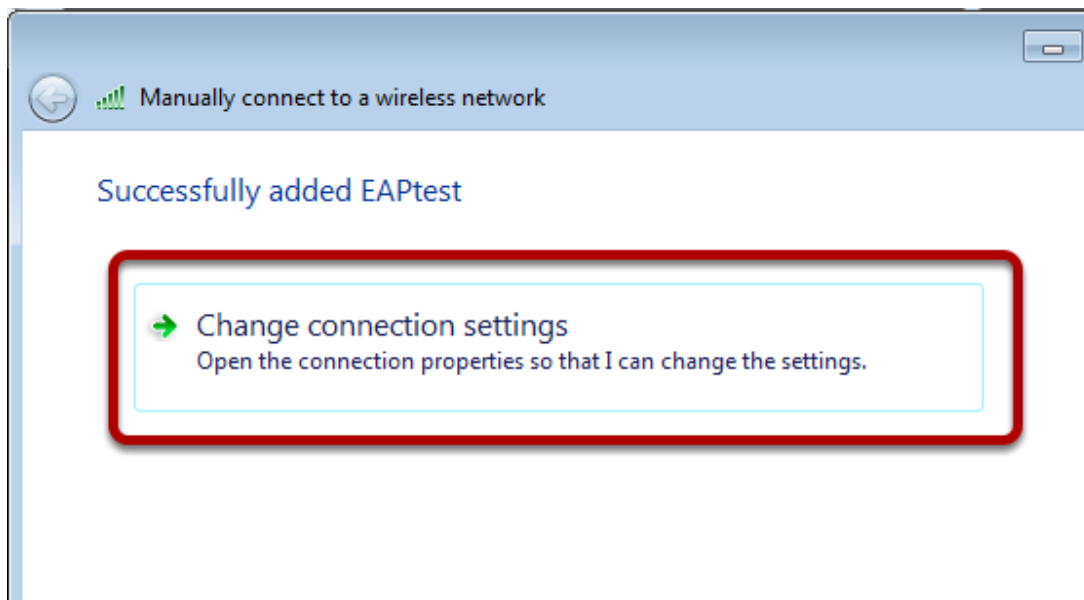 Manually connect to a wireless network
Successfully added EAPtest
Change connection settings
Open the connection properties so that I can change the settings.